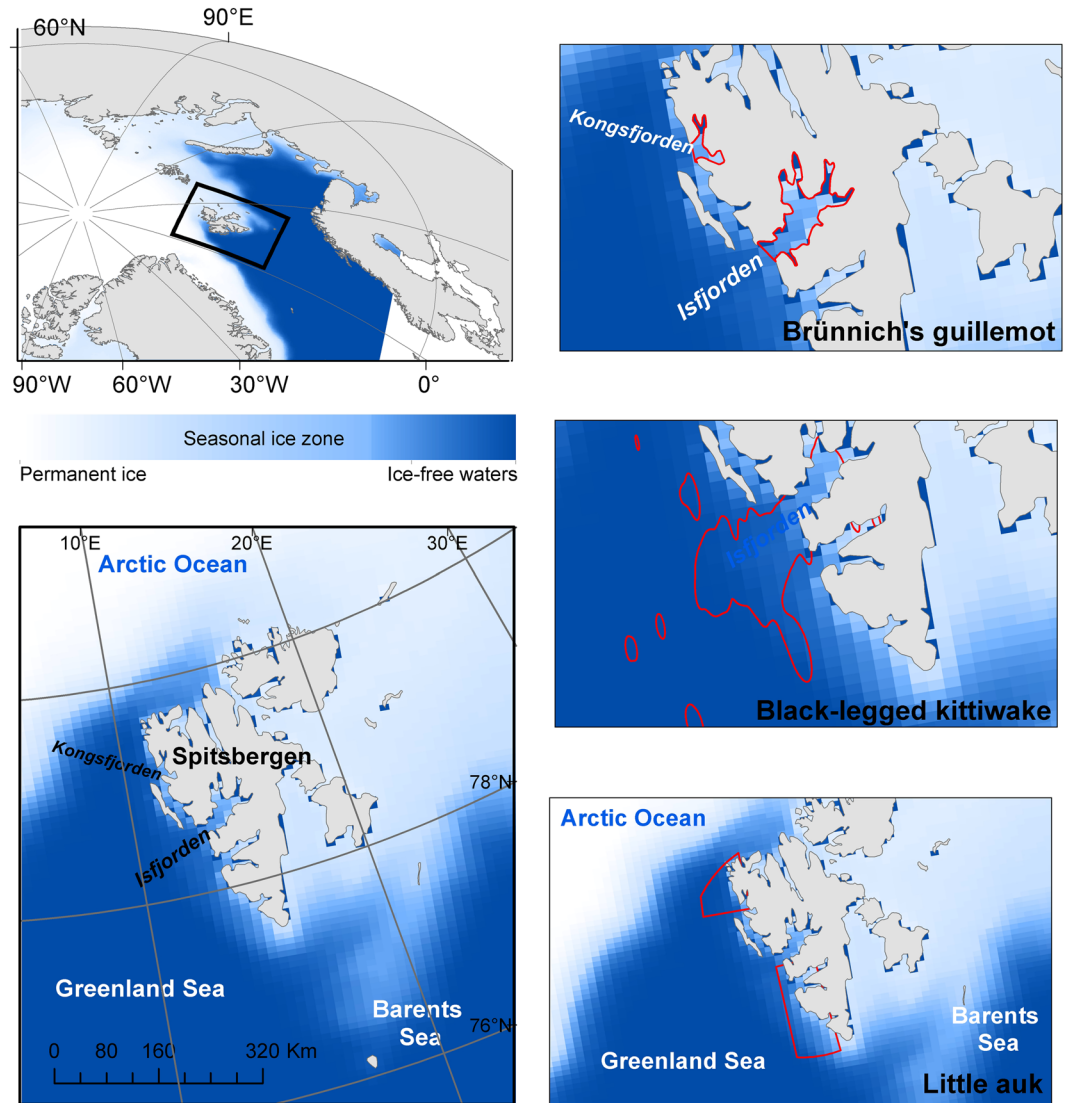 60°N
90°E
90°W
60°W
30°W
0°
Seasonal ice zone
Permanent ice
Ice-free waters
10°E
20°E
30°E
Arctic Ocean
Kongsfjorden
Spitsbergen
78°N
Isfjorden
Greenland Sea
Barents
Sea
76°N
0 80 160 320 Km
Kongsfjorden
Isfjorden
Brünnich's guillemot
Isfjorden
Black-legged kittiwake
Arctic Ocean
Barents
Sea
Greenland Sea
Little auk